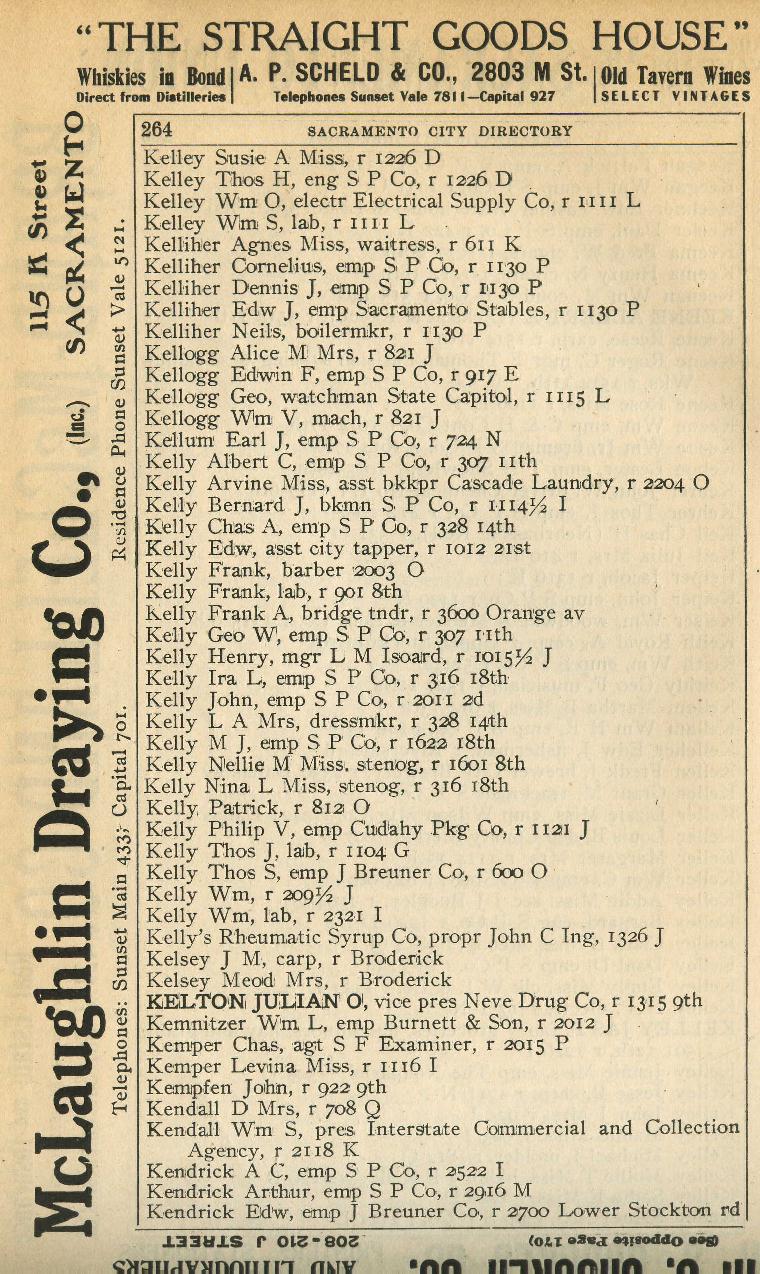 "THE STRAIGHT GOODS HOUSE"
Whiskies in Bond
Direct from Distilleries
A. P. SCHELD & CO., 2803 M St.
Telephones Sunset Vale 7811—Capital 927
Old Tavern Wines
SELECT VINTAGES
McLaughlin Draying Co., (Inc.)
115 K Street
SACRAMENTO
Telephones: Sunset Main 433; Capital 701. Residence Phone Sunset Vale 5121.
264 SACRAMENTO CITY DIRECTORY
Kelley Susie A Miss, r 1226 D
Kelley Thos H, eng S P Co, r 1226 D
Kelley Wm O, electr Electrical Supply Co, r 1111 L
Kelley Wm S, lab, r 1111 L
Kelliher Agnes Miss, waitress, r 611 K
Kelliher Cornelius, emp S P Co, r 1130 P
Kelliher Dennis J, emp S P Co, r 1130 P
Kelliher Edw J, emp Sacramento Stables, r 1130 P
Kelliher Neils, boilermkr, r 1130 P
Kellogg Alice M Mrs, r 821 J
Kellogg Edwin F, emp S P Co, r 917 E
Kellogg Geo, watchman State Capitol, r 1115 L
Kellogg Wm V, mach, r 821 J
Kellum Earl J, emp S P Co, r 724 N
Kelly Albert C, emp S P Co, r 307 11th
Kelly Arvine Miss, asst bkkpr Cascade Laundry, r 2204 O
Kelly Bernard J, bkmn S P Co, r 1114½ I
Kelly Chas A, emp S P Co, r 328 14th
Kelly Edw, asst city tapper, r 1012 21st
Kelly Frank, barber 2003 O
Kelly Frank, lab, r 901 8th
Kelly Frank A, bridge tndr, r 3600 Orange av
Kelly Geo W, emp S P Co, r 307 11th
Kelly Henry, mgr L M Isoard, r 1015½ J
Kelly Ira L, emp S P Co, r 316 18th
Kelly John, emp S P Co, r 2011 2d
Kelly L A Mrs, dressmkr, r 328 14th
Kelly M J, emp S P Co, r 1622 18th
Kelly Nellie M Miss. stenog, r 1601 8th
Kelly Nina L Miss, stenog, r 316 18th
Kelly Patrick, r 812 O
Kelly Philip V, emp Cudahy Pkg Co, r 1121 J
Kelly Thos J, lab, r 1104 G
Kelly Thos S, emp J Breuner Co, r 600 O
Kelly Wm, r 209½ J
Kelly Wm, lab, r 2321 I
Kelly's Rheumatic Syrup Co, propr John C Ing, 1326 J
Kelsey J M, carp, r Broderick
Kelsey Meod Mrs, r Broderick
KELTON JULIAN O, vice pres Neve Drug Co, r 1315 9th
Kemnitzer Wm L, emp Burnett & Son, r 2012 J
Kemper Chas, agt S F Examiner, r 2015 P
Kemper Levina Miss, r 1116 I
Kempfen John, r 922 9th
Kendall D Mrs, r 708 Q
Kendall Wm S, pres Interstate Commercial and Collection
Agency, r 2118 K
Kendrick A C, emp S P Co, r 2522 I
Kendrick Arthur, emp S P Co, r 2916 M
Kendrick Edw, emp J Breuner Co, r 2700 Lower Stockton rd
208-210 J STREET
(See Opposite Page 170)
AND LITHOGRAPHERS
CO.